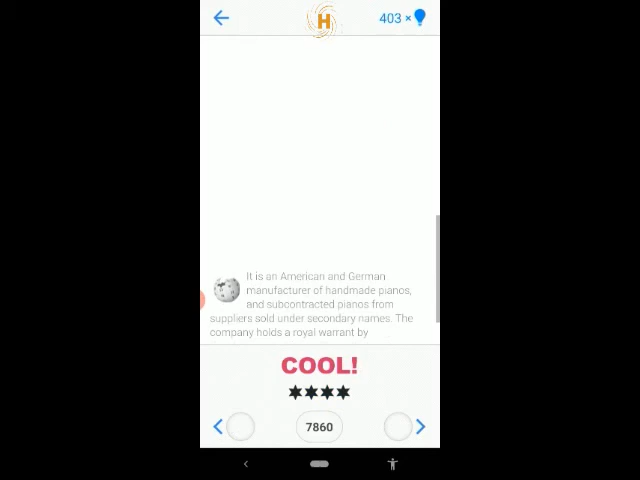 403 ×
H
It is an American and German
manufacturer of handmade pianos,
and subcontracted pianos from
suppliers sold under secondary names. The
company holds a royal warrant by
COOL!
7860